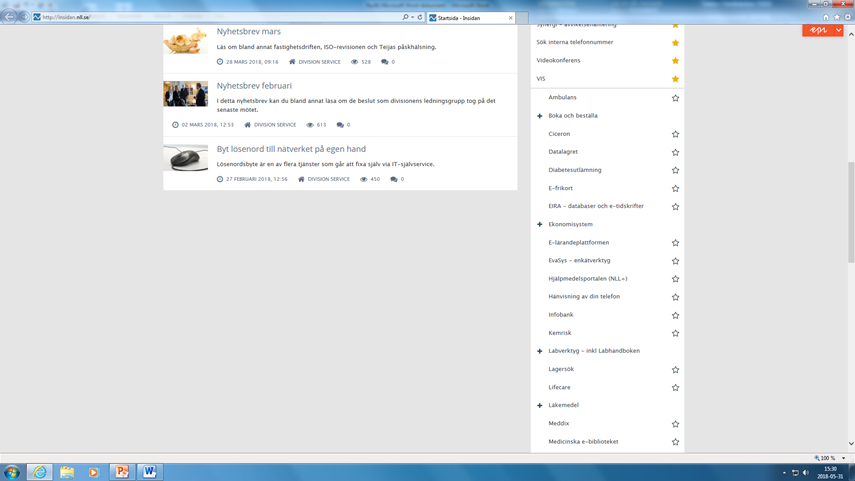 http://insidan.nll.se/
Startsida - Insidan
epi
Nyhetsbrev mars
Läs om bland annat fastighetsdriften, ISO-revisionen och Teijas påskhälsning.
28 MARS 2018, 09:16 DIVISION SERVICE 528 0
Nyhetsbrev februari
I detta nyhetsbrev kan du bland annat läsa om de beslut som divisionens ledningsgrupp tog på det
senaste mötet.
02 MARS 2018, 12:53 DIVISION SERVICE 613 0
Byt lösenord till nätverket på egen hand
Lösenordsbyte är en av flera tjänster som går att fixa själv via IT-självservice.
27 FEBRUARI 2018, 12:56 DIVISION SERVICE 450 0
Synergi - avvikelsehantering
Sök interna telefonnummer
Videokonferens
VIS
Ambulans
Boka och beställa
Ciceron
Datalagret
Diabetesutlämning
E-frikort
EIRA - databaser och e-tidskrifter
Ekonomisystem
E-lärandeplattformen
EvaSys - enkätverktyg
Hjälpmedelsportalen (NLL+)
Hänvisning av din telefon
Infobank
Kemrisk
Labverktyg - inkl Labhandboken
Lagersök
Lifecare
Läkemedel
Meddix
Medicinska e-biblioteket
100 %
15:30
2018-05-31